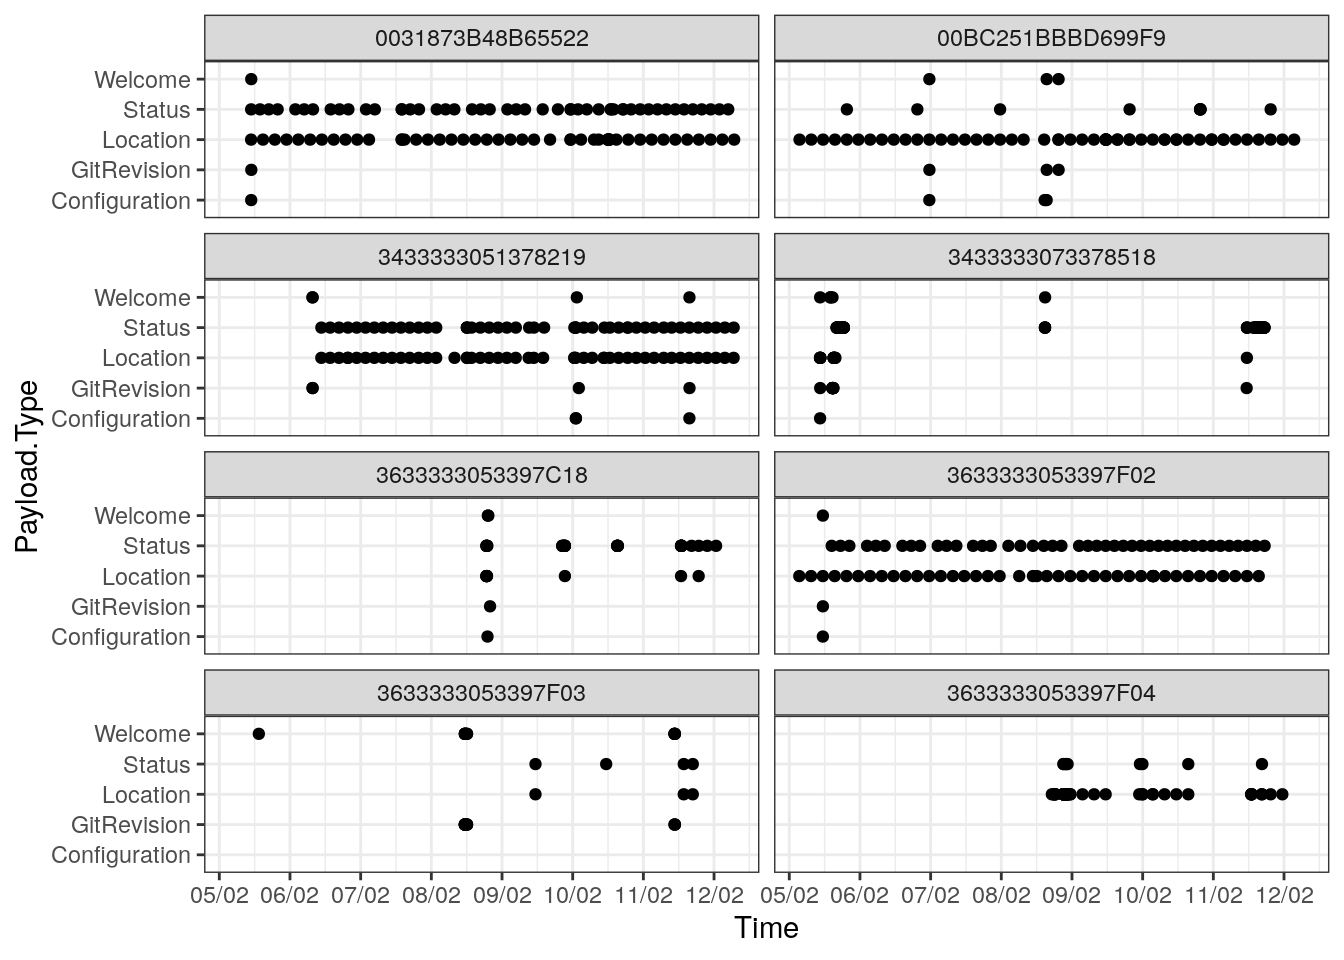 0031873B48B65522 00BC251BBBD699F9
Welcome
Status
Location
GitRevision
Configuration
3433333051378219 3433333073378518
Welcome
Status
Location
GitRevision
Configuration
3633333053397C18 3633333053397F02
Welcome
Status
Location
GitRevision
Configuration
3633333053397F03 3633333053397F04
Welcome
Status
Location
GitRevision
Configuration
05/02 06/02 07/02 08/02 09/02 10/02 11/02 12/02 05/02 06/02 07/02 08/02 09/02 10/02 11/02 12/02
Time
Payload.Type